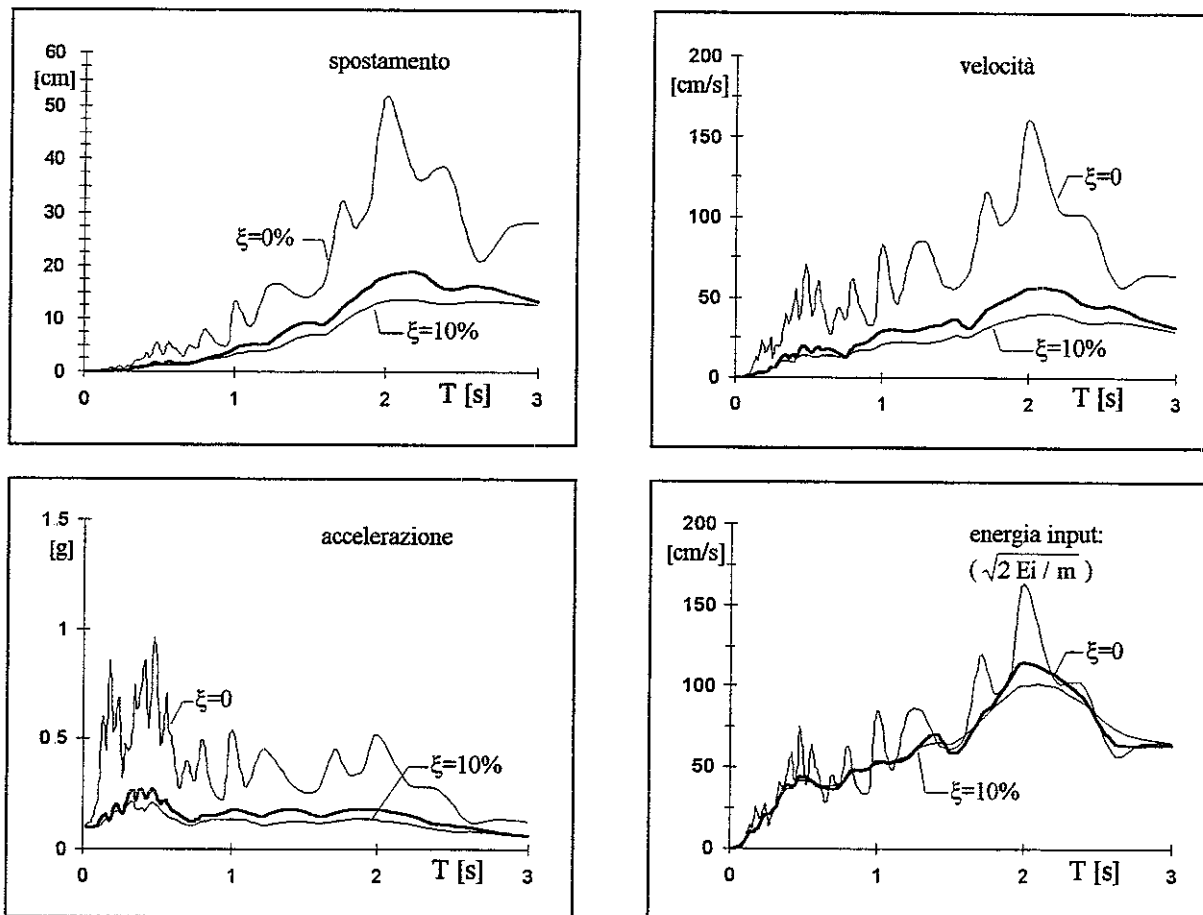 60
[cm]
50
40
30
20
10
0
0
1
2
3
T [s]
spostamento
ξ=0%
ξ=10%
200
[cm/s]
150
100
50
0
0
1
2
3
T [s]
velocità
ξ=0
ξ=10%
1.5
[g]
1
0.5
0
0
1
2
3
T [s]
accelerazione
ξ=0
ξ=10%
200
[cm/s]
150
100
50
0
0
1
2
3
T [s]
energia input:
(√2 Ei / m)
ξ=0
ξ=10%